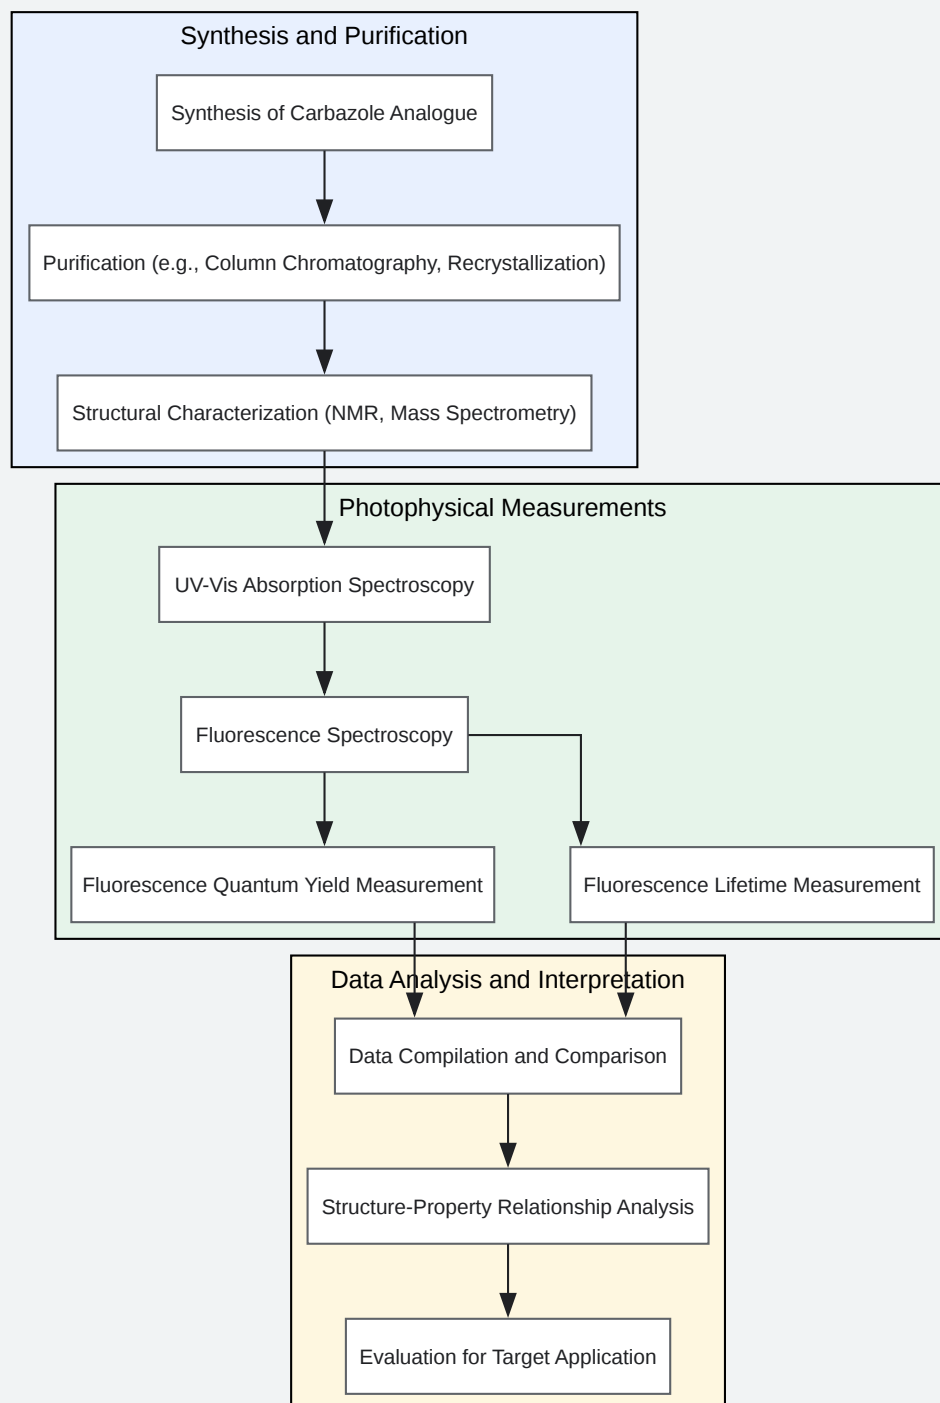 Synthesis and Purification
Synthesis of Carbazole Analogue
Purification (e.g., Column Chromatography, Recrystallization)
Structural Characterization (NMR, Mass Spectrometry)
Photophysical Measurements
UV-Vis Absorption Spectroscopy
Fluorescence Spectroscopy
Fluorescence Quantum Yield Measurement
Fluorescence Lifetime Measurement
Data Analysis and Interpretation
Data Compilation and Comparison
Structure-Property Relationship Analysis
Evaluation for Target Application